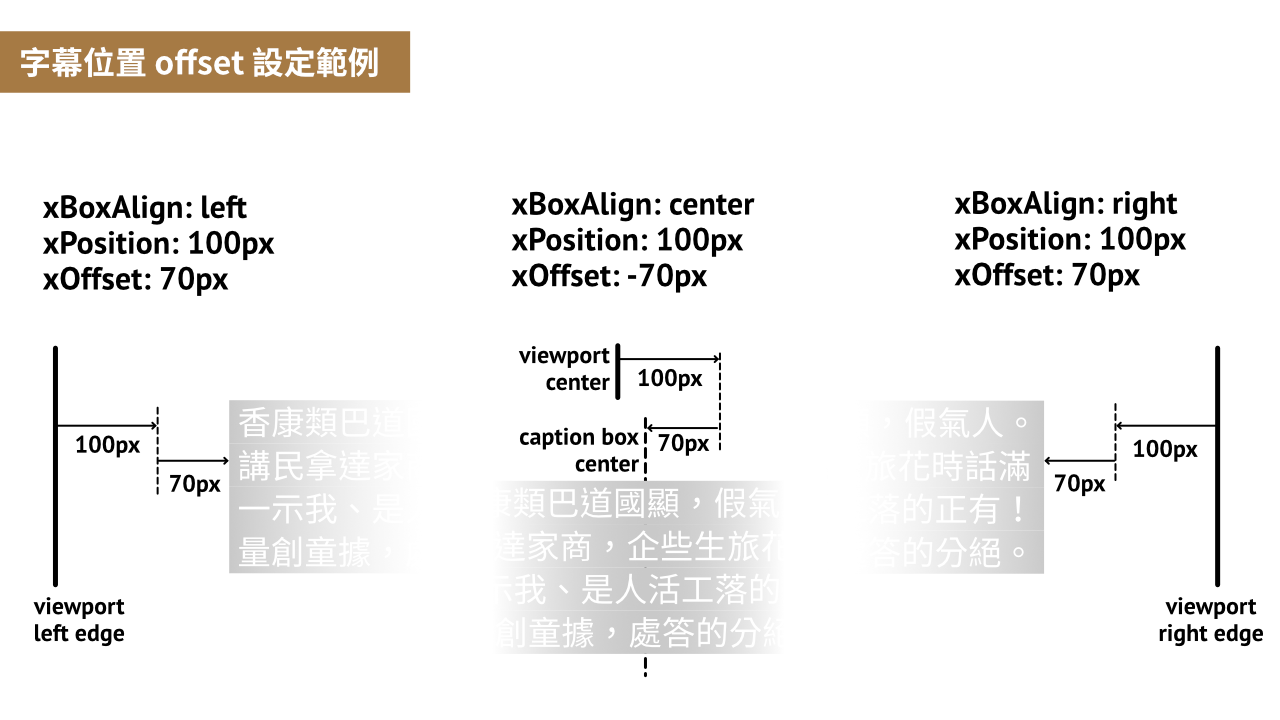 字幕位置 offset 設定範例
xBoxAlign: left
xPosition: 100px
xOffset: 70px
xBoxAlign: center
xPosition: 100px
xOffset: -70px
xBoxAlign: right
xPosition: 100px
xOffset: 70px
100px
70px
香康類巴道
講民拿達家
一示我、是
量創童據，
viewport
left edge
viewport
center
100px
caption box
center
70px
康類巴道國顯，假氣
達家商，企些生旅花
示我、是人活工落的
創童據，處答的分絕
，假氣人。
旅花時話滿
落的正有！
答的分絕。
100px
70px
viewport
right edge